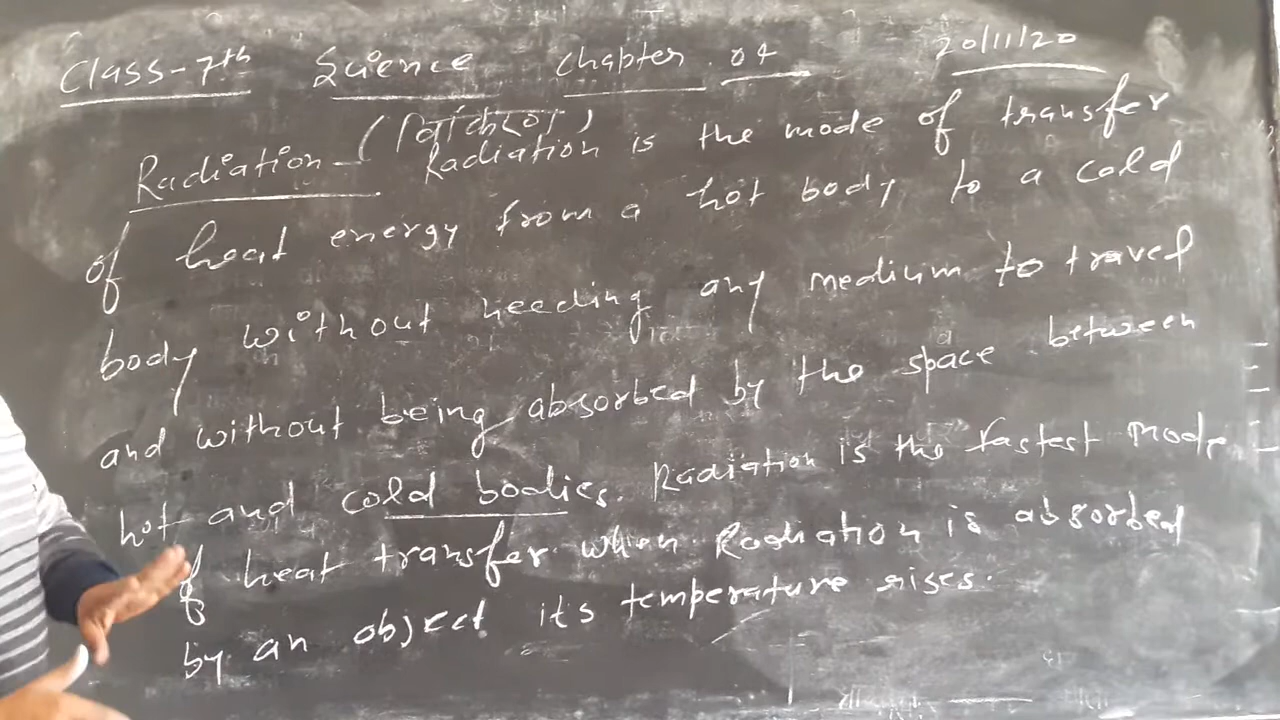 Class-7th Science Chapter. 04 20/11/20
Radiation - (विकिरण) Radiation is the mode of transfer
of heat energy from a hot body to a cold
body without needing any medium to travel
and without being absorbed by the space between
hot and cold bodies. Radiation is the fastest mode
of heat transfer. when Radiation is absorbed
by an object its temperature rises.